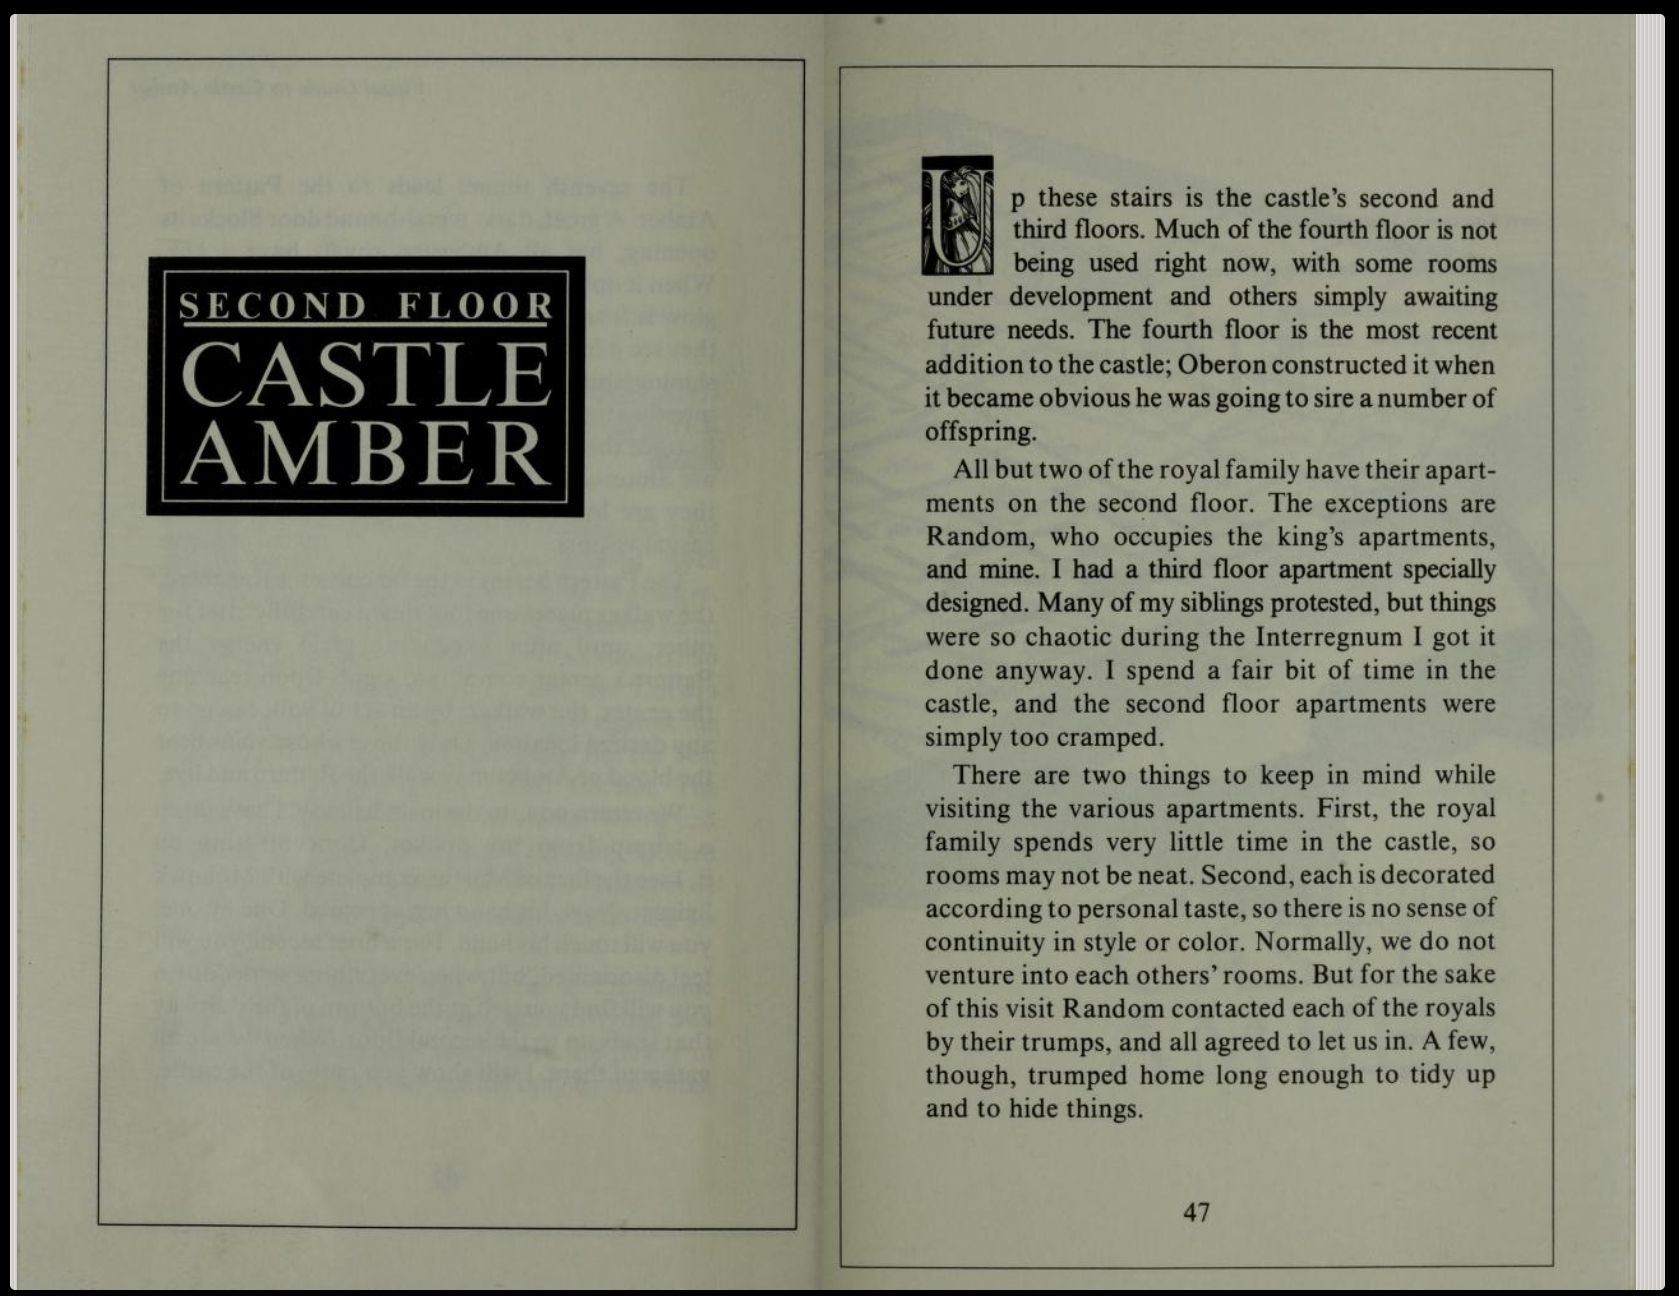 SECOND FLOOR
CASTLE
AMBER
Up these stairs is the castle's second and
third floors. Much of the fourth floor is not
being used right now, with some rooms
under development and others simply awaiting
future needs. The fourth floor is the most recent
addition to the castle; Oberon constructed it when
it became obvious he was going to sire a number of
offspring.
All but two of the royal family have their apart-
ments on the second floor. The exceptions are
Random, who occupies the king's apartments,
and mine. I had a third floor apartment specially
designed. Many of my siblings protested, but things
were so chaotic during the Interregnum I got it
done anyway. I spend a fair bit of time in the
castle, and the second floor apartments were
simply too cramped.
There are two things to keep in mind while
visiting the various apartments. First, the royal
family spends very little time in the castle, so
rooms may not be neat. Second, each is decorated
according to personal taste, so there is no sense of
continuity in style or color. Normally, we do not
venture into each others' rooms. But for the sake
of this visit Random contacted each of the royals
by their trumps, and all agreed to let us in. A few,
though, trumped home long enough to tidy up
and to hide things.
47